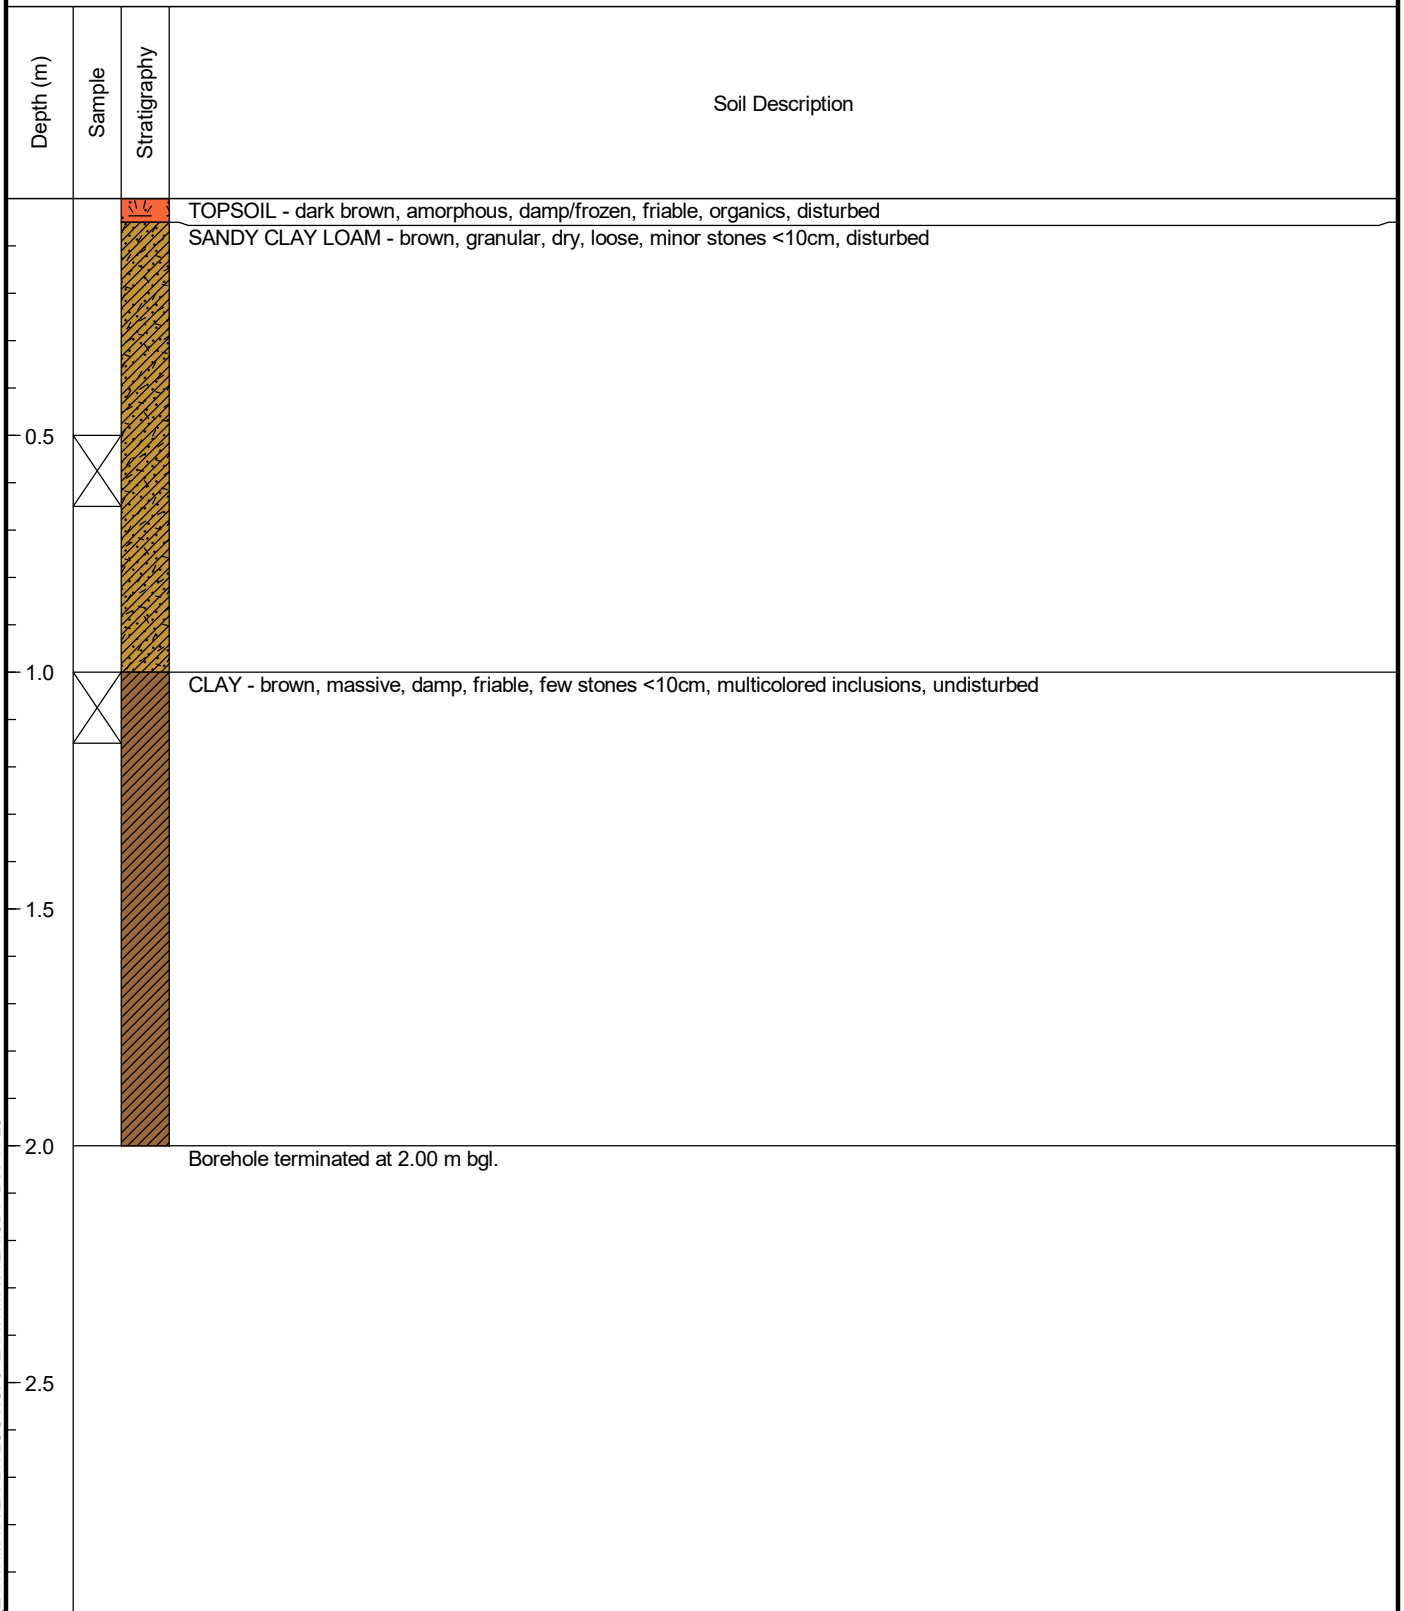 Depth (m)
Sample
Stratigraphy
Soil Description
TOPSOIL - dark brown, amorphous, damp/frozen, friable, organics, disturbed
SANDY CLAY LOAM - brown, granular, dry, loose, minor stones <10cm, disturbed
0.5
1.0
CLAY - brown, massive, damp, friable, few stones <10cm, multicolored inclusions, undisturbed
1.5
2.0
Borehole terminated at 2.00 m bgl.
2.5